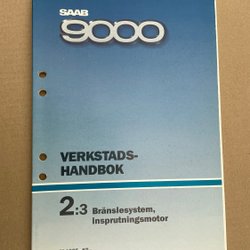 SAAB
9000
VERKSTADS-
HANDBOK
2:3 Bränslesystem,
insprutningsmotor